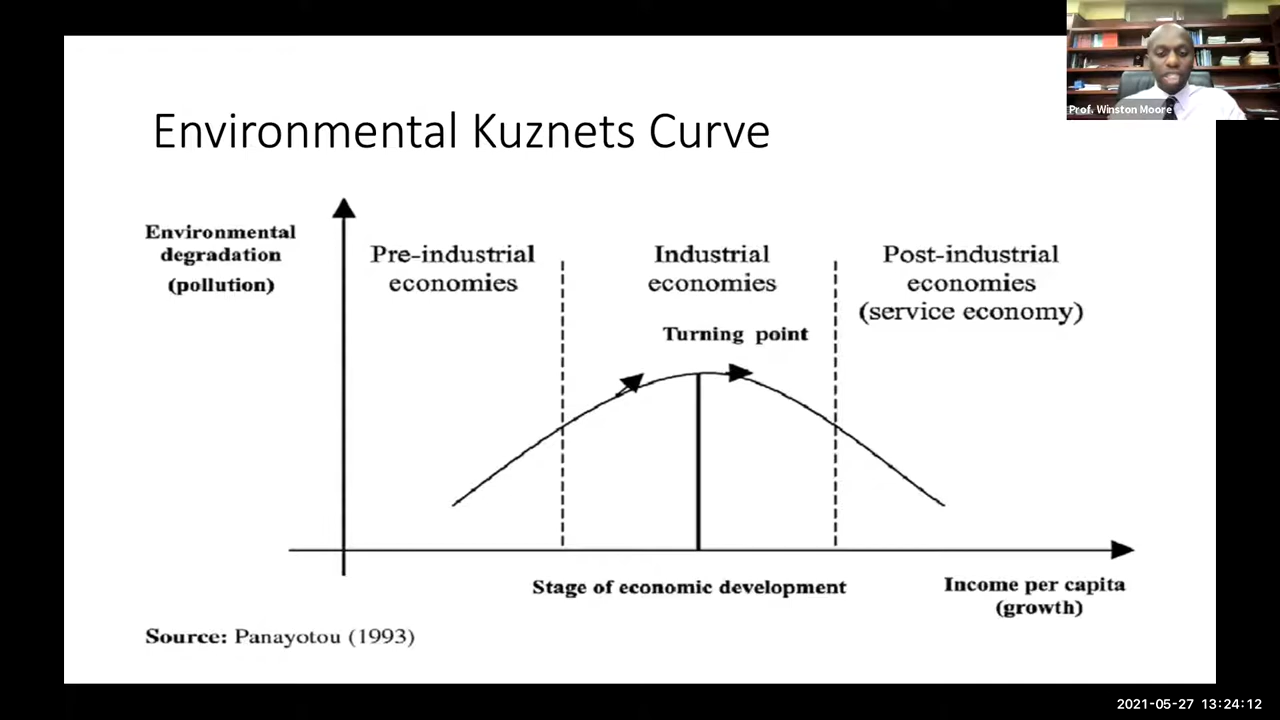 Prof. Winston Moore
Environmental Kuznets Curve
Environmental
degradation
(pollution)
Pre-industrial
economies
Industrial
economies
Post-industrial
economies
(service economy)
Turning point
Stage of economic development
Income per capita
(growth)
Source: Panayotou (1993)
2021-05-27 13:24:12